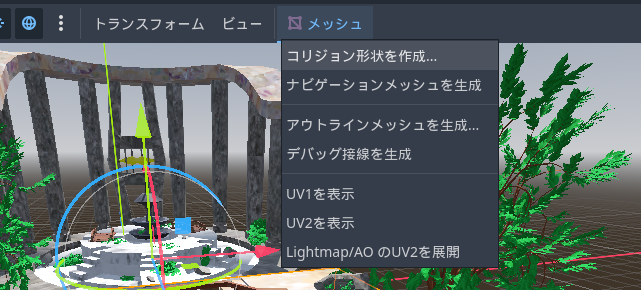 トランスフォーム ビュー メッシュ
コリジョン形状を作成...
ナビゲーションメッシュを生成
アウトラインメッシュを生成...
デバッグ接線を生成
UV1を表示
UV2を表示
Lightmap/AO のUV2を展開